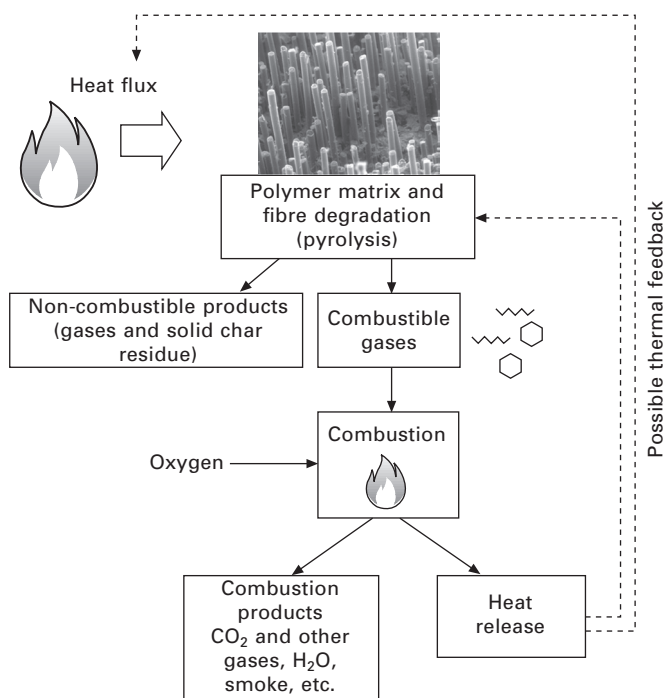 Heat flux
Polymer matrix and
fibre degradation
(pyrolysis)
Non-combustible products
(gases and solid char
residue)
Combustible
gases
Oxygen
Combustion
Combustion
products
CO₂ and other
gases, H₂O,
smoke, etc.
Heat
release
Possible thermal feedback